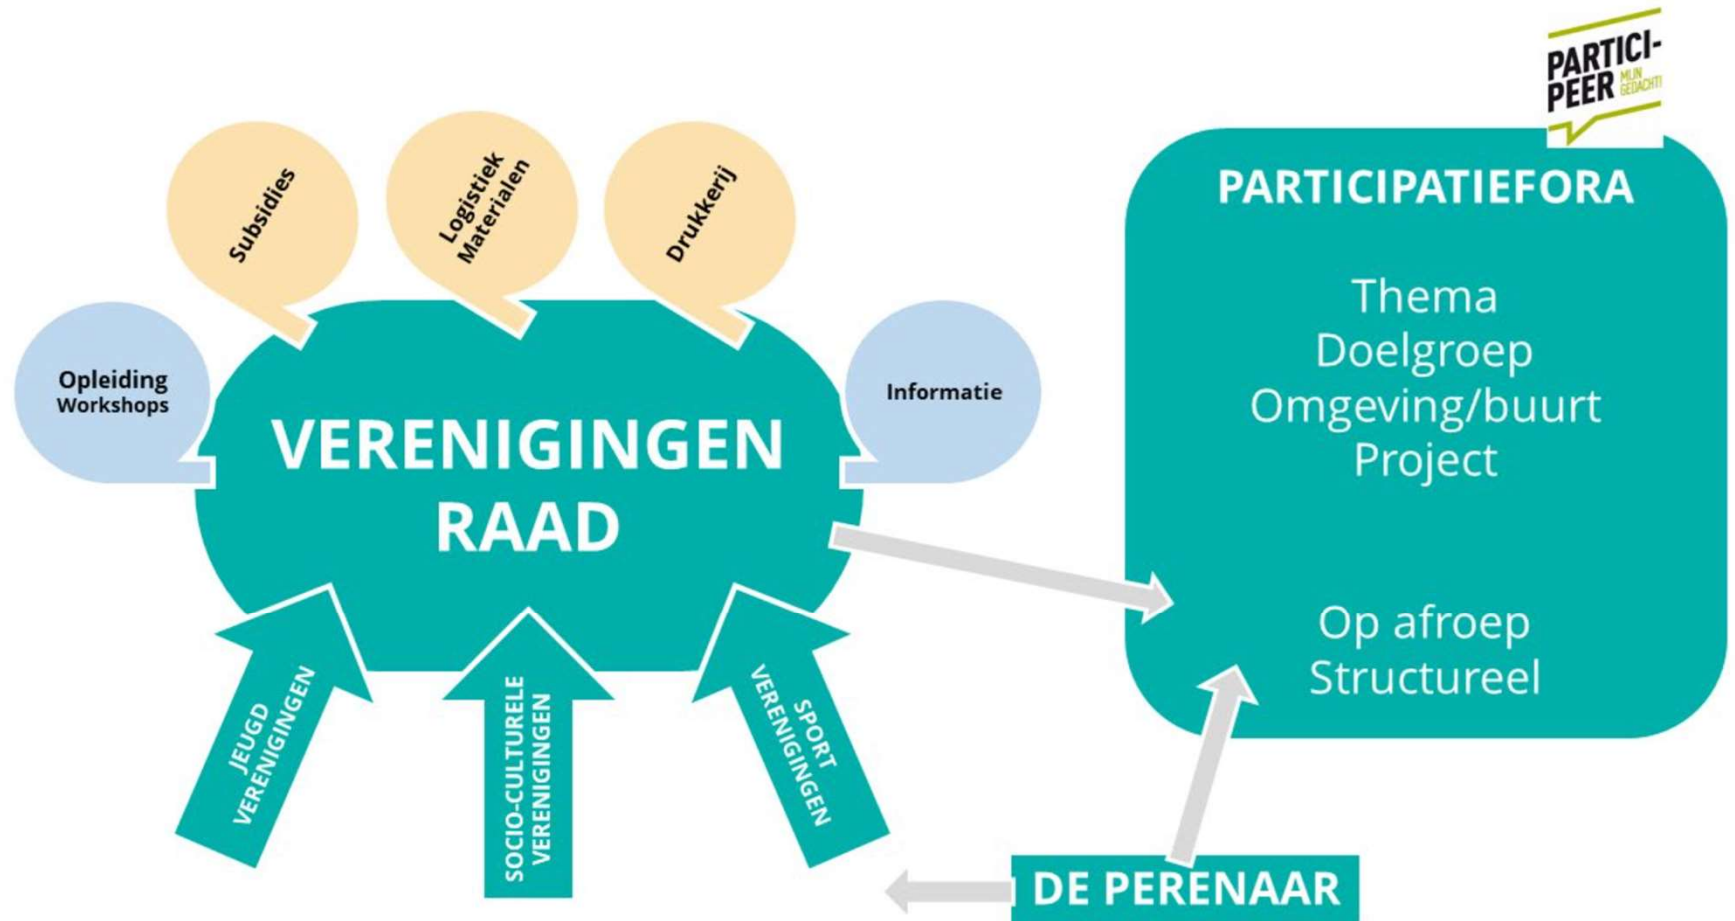 PARTICI-
PEER MIJN
GEDACHT!
Subsidies
Logistiek
Materialen
Drukkerij
Opleiding
Workshops
Informatie
VERENIGINGEN
RAAD
JEUGD
VERENIGINGEN
SOCIO-CULTURELE
VERENIGINGEN
SPORT
VERENIGINGEN
PARTICIPATIEFORA
Thema
Doelgroep
Omgeving/buurt
Project
Op afroep
Structureel
DE PERENAAR